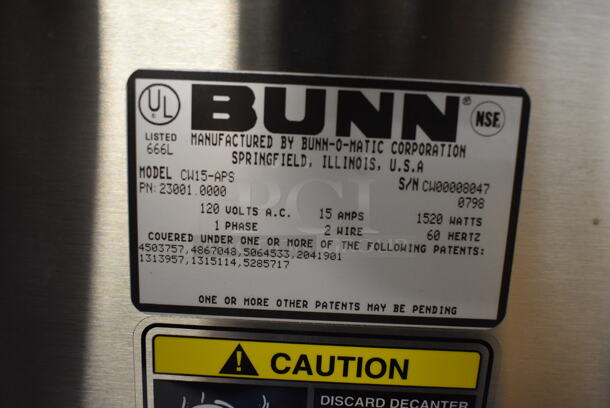 UL
LISTED
666L
BUNN®
NSF.
MANUFACTURED BY BUNN-O-MATIC CORPORATION
SPRINGFIELD, ILLINOIS, U.S.A
MODEL CW15-APS
S/N CW00008047
PN: 23001.0000
0798
120 VOLTS A.C. 15 AMPS 1520 WATTS
1 PHASE 2 WIRE 60 HERTZ
COVERED UNDER ONE OR MORE OF THE FOLLOWING PATENTS:
4503757,4867048,5064533,2041901
1313957,1315114,5285717
ONE OR MORE OTHER PATENTS MAY BE PENDING
PCI
CAUTION
DISCARD DECANTER